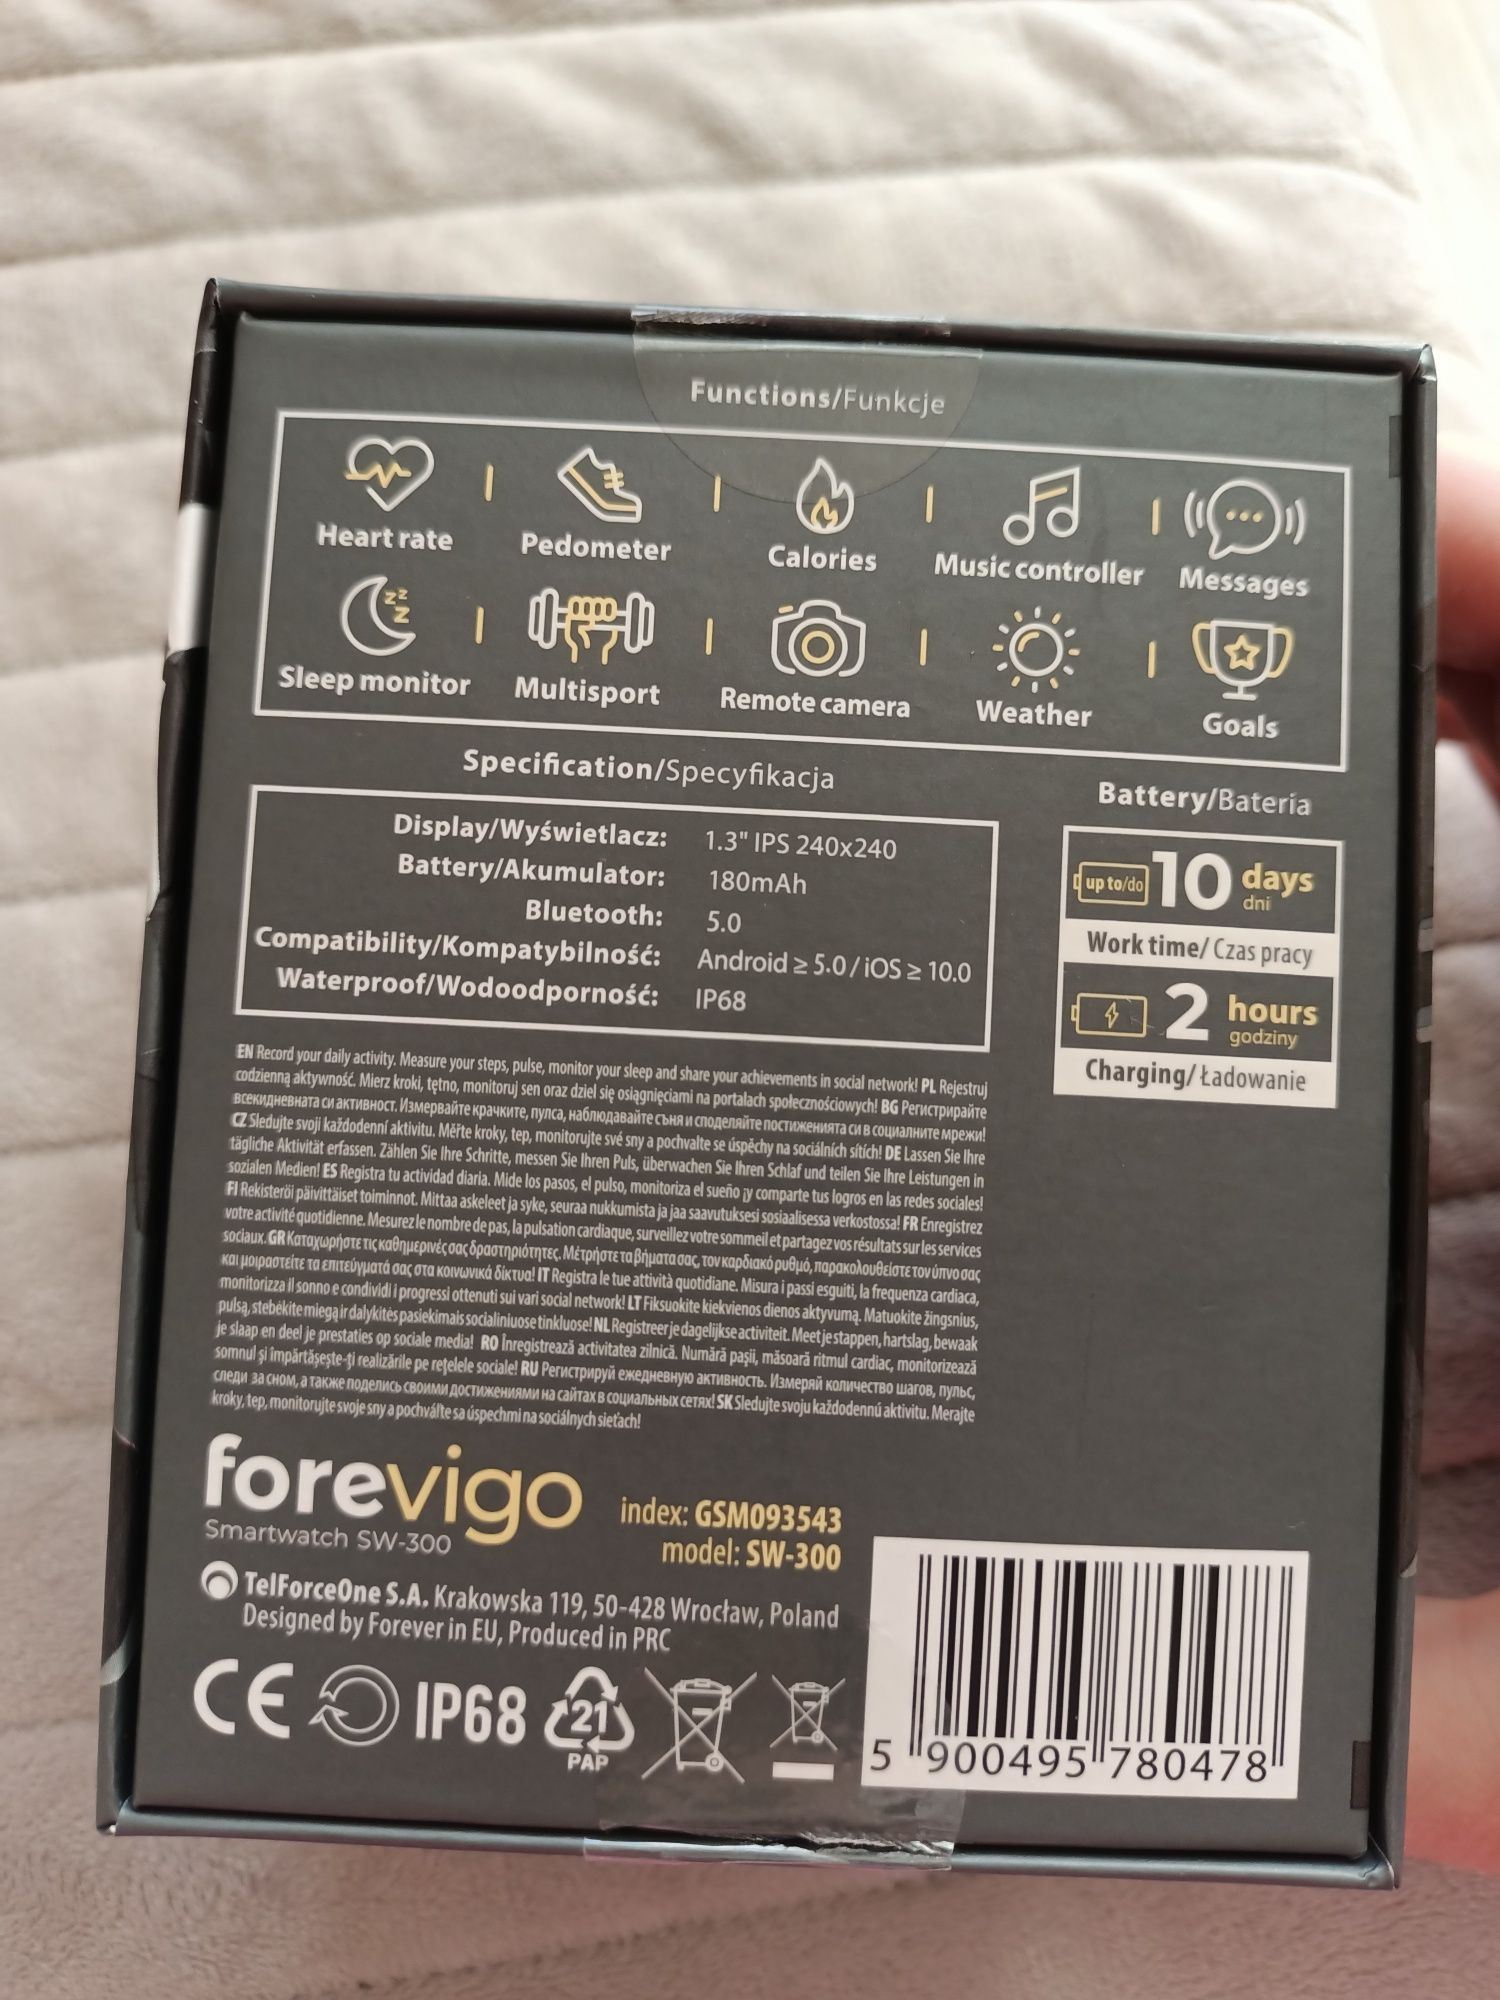 Functions/Funkcje
Heart rate
Pedometer
Calories
Music controller
Messages
Sleep monitor
Multisport
Remote camera
Weather
Goals
Specification/Specyfikacja
Display/Wyświetlacz: 1.3" IPS 240x240
Battery/Akumulator: 180mAh
Bluetooth: 5.0
Compatibility/Kompatybilność: Android ≥ 5.0 / iOS ≥ 10.0
Waterproof/Wodoodporność: IP68
Battery/Bateria
up to/do 10 days
dni
Work time/ Czas pracy
2 hours
godziny
Charging/ Ładowanie
EN Record your daily activity. Measure your steps, pulse, monitor your sleep and share your achievements in social network! PL Rejestruj
codzienną aktywność. Mierz kroki, tętno, monitoruj sen oraz dziel się osiągnięciami na portalach społecznościowych! BG Регистрирайте
всекидневната си активност. Измервайте крачките, пулса, наблюдавайте съня и споделяйте постиженията си в социалните мрежи!
CZ Sledujte svoji každodenní aktivitu. Měřte kroky, tep, monitorujte své sny a pochvalte se úspěchy na sociálních sítích! DE Lassen Sie Ihre
tägliche Aktivität erfassen. Zählen Sie Ihre Schritte, messen Sie Ihren Puls, überwachen Sie Ihren Schlaf und teilen Sie Ihre Leistungen in
sozialen Medien! ES Registra tu actividad diaria. Mide los pasos, el pulso, monitoriza el sueño ¡y comparte tus logros en las redes sociales!
FI Rekisteröi päivittäiset toiminnot. Mittaa askeleet ja syke, seuraa nukkumista ja jaa saavutuksesi sosiaalisessa verkostossa! FR Enregistrez
votre activité quotidienne. Mesurez le nombre de pas, la pulsation cardiaque, surveillez votre sommeil et partagez vos résultats sur les services
sociaux. GR Καταχωρήστε τις καθημερινές σας δραστηριότητες. Μέτρήστε τα βήματα σας, τον καρδιακό ρυθμό, παρακολουθείστε τον ύπνο σας
και μοιραστείτε τα επιτεύγματά σας στα κοινωνικά δίκτυα! IT Registra le tue attività quotidiane. Misura i passi esguiti, la frequenza cardiaca,
monitorizza il sonno e condividi i progressi ottenuti sui vari social network! LT Fiksuokite kiekvienos dienos aktyvumą. Matuokite žingsnius,
pulsą, stebėkite miegą ir dalykitės pasiekimais socialiniuose tinkluose! NL Registreer je dagelijkse activiteit. Meet je stappen, hartslag, bewaak
je slaap en deel je prestaties op sociale media! RO Înregistrează activitatea zilnică. Numără pașii, măsoară ritmul cardiac, monitorizează
somnul și împărtășește-ți realizările pe rețelele sociale! RU Регистрируй ежедневную активность. Измеряй количество шагов, пульс,
следи за сном, а также поделись своими достижениями на сайтах в социальных сетях! SK Sledujte svoju každodennú aktivitu. Merajte
kroky, tep, monitorujte svoje sny a pochváľte sa úspechmi na sociálnych sieťach!
forevigo
Smartwatch SW-300
index: GSM093543
model: SW-300
TelForceOne S.A. Krakowska 119, 50-428 Wrocław, Poland
Designed by Forever in EU, Produced in PRC
CE IP68 21
PAP
5 900495 780478